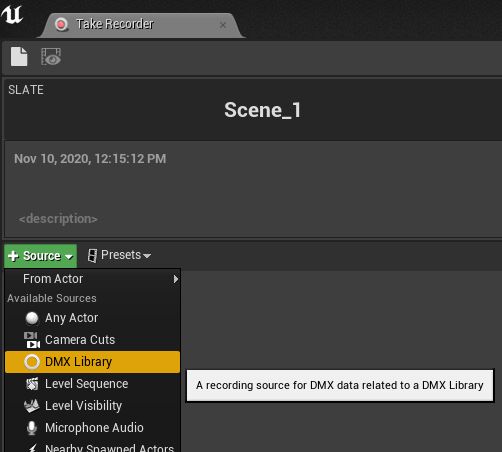 Take Recorder
SLATE
Scene_1
Nov 10, 2020, 12:15:12 PM
<description>
Source
Presets
From Actor
Available Sources
Any Actor
Camera Cuts
DMX Library
A recording source for DMX data related to a DMX Library
Level Sequence
Level Visibility
Microphone Audio
Nearby Spawned Actors